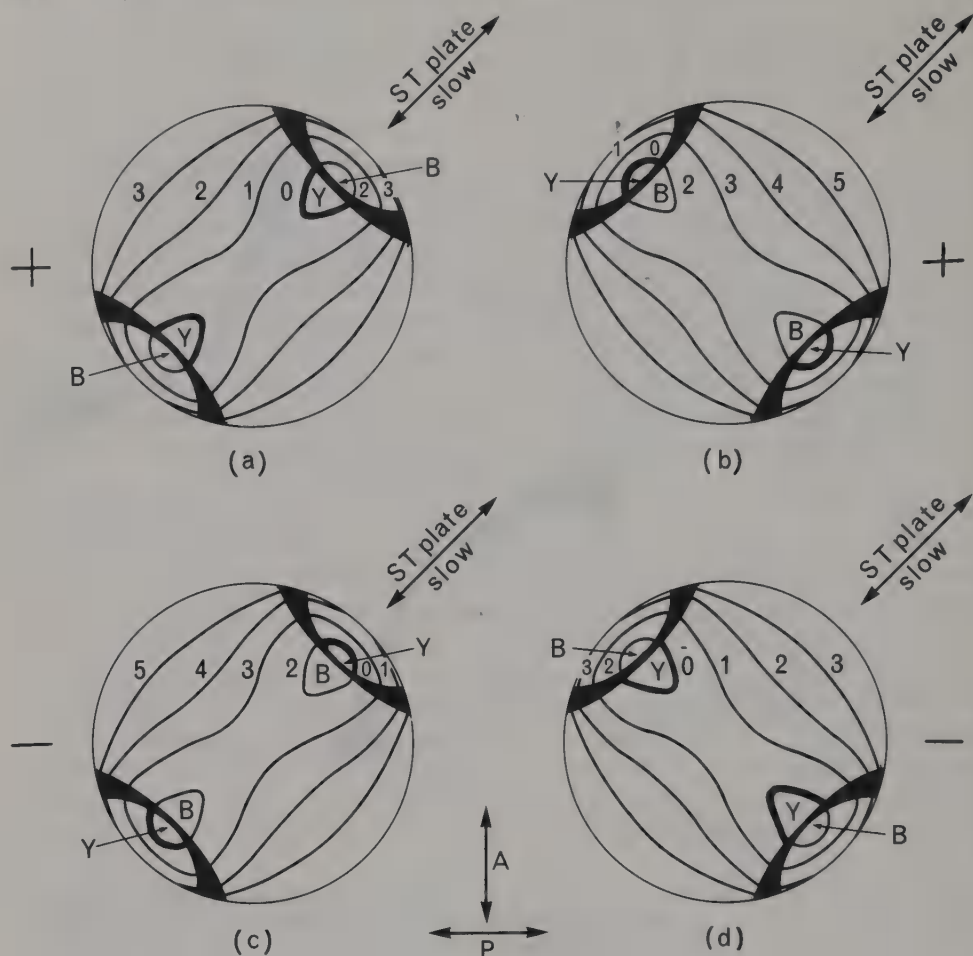 ST plate
slow
3 2 1 0 Y 2 3
B
+
Y
B
(a)
ST plate
slow
1 0
Y B 2 3 4 5
+
B
Y
(b)
ST plate
slow
5 4 3 2 B 0 1
Y
−
B
Y
(c)
ST plate
slow
B
3 2 Y 0 1 2 3
−
Y
B
(d)
A
P